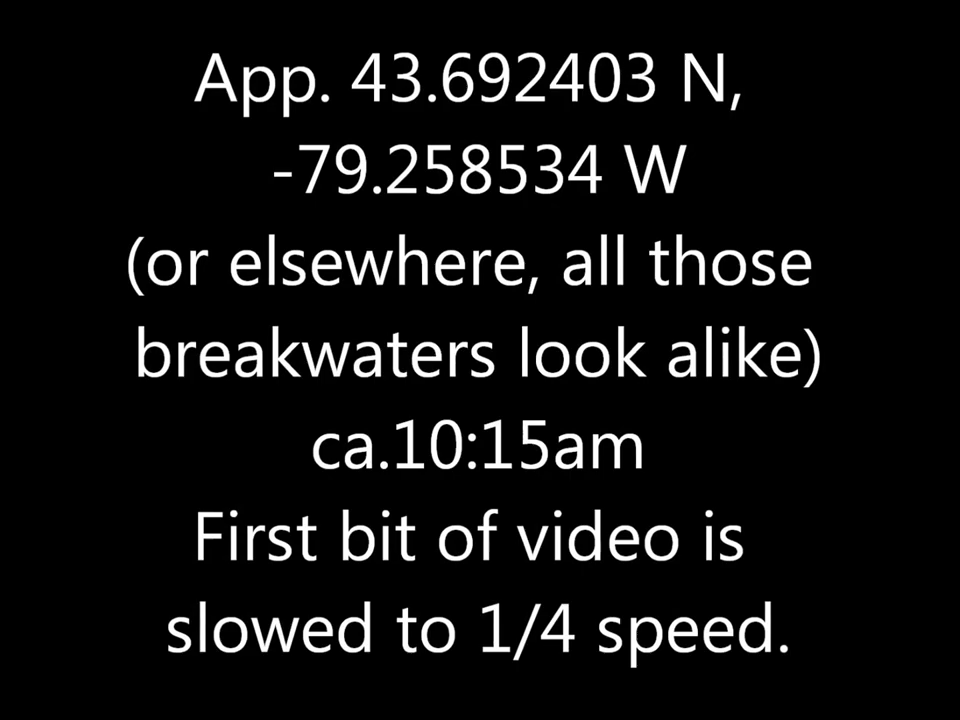 App. 43.692403 N,
-79.258534 W
(or elsewhere, all those
breakwaters look alike)
ca.10:15am
First bit of video is
slowed to 1/4 speed.